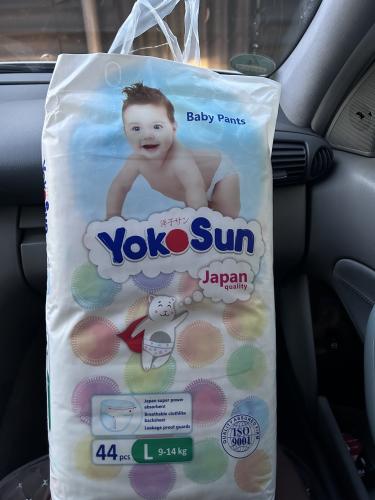 Baby Pants
洋子サン
YokoSun
Japan
quality
Japan super power
absorbent
Breathable clothlike
backsheet
Leakage proof guards
44 pcs L 9-14 kg
ISO
9001